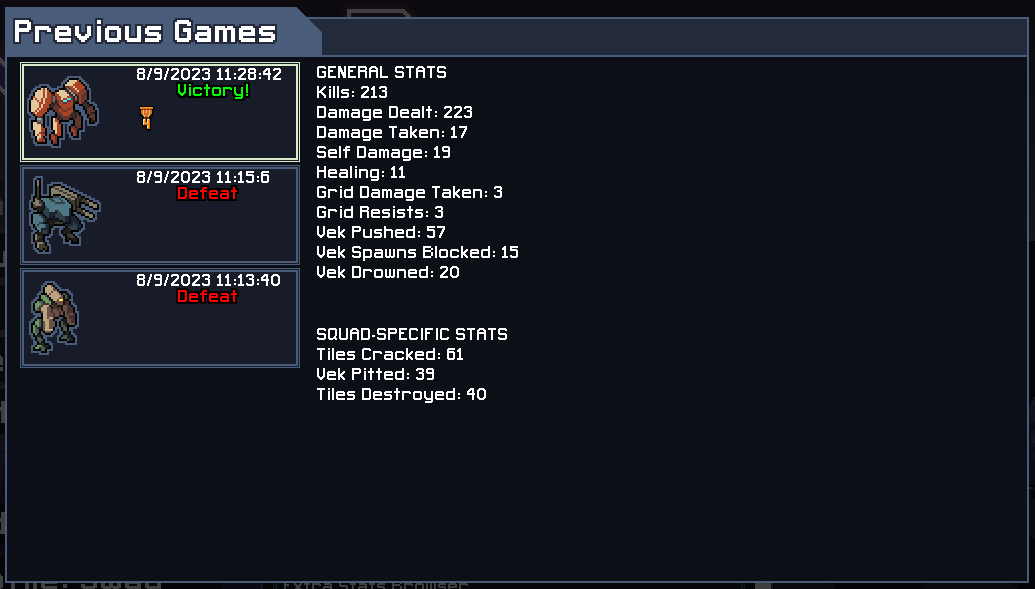 Previous Games
8/9/2023 11:28:42
Victory!
8/9/2023 11:15:6
Defeat
8/9/2023 11:13:40
Defeat
GENERAL STATS
Kills: 213
Damage Dealt: 223
Damage Taken: 17
Self Damage: 19
Healing: 11
Grid Damage Taken: 3
Grid Resists: 3
Vek Pushed: 57
Vek Spawns Blocked: 15
Vek Drowned: 20
SQUAD-SPECIFIC STATS
Tiles Cracked: 61
Vek Pitted: 39
Tiles Destroyed: 40
Extra Stats Browser